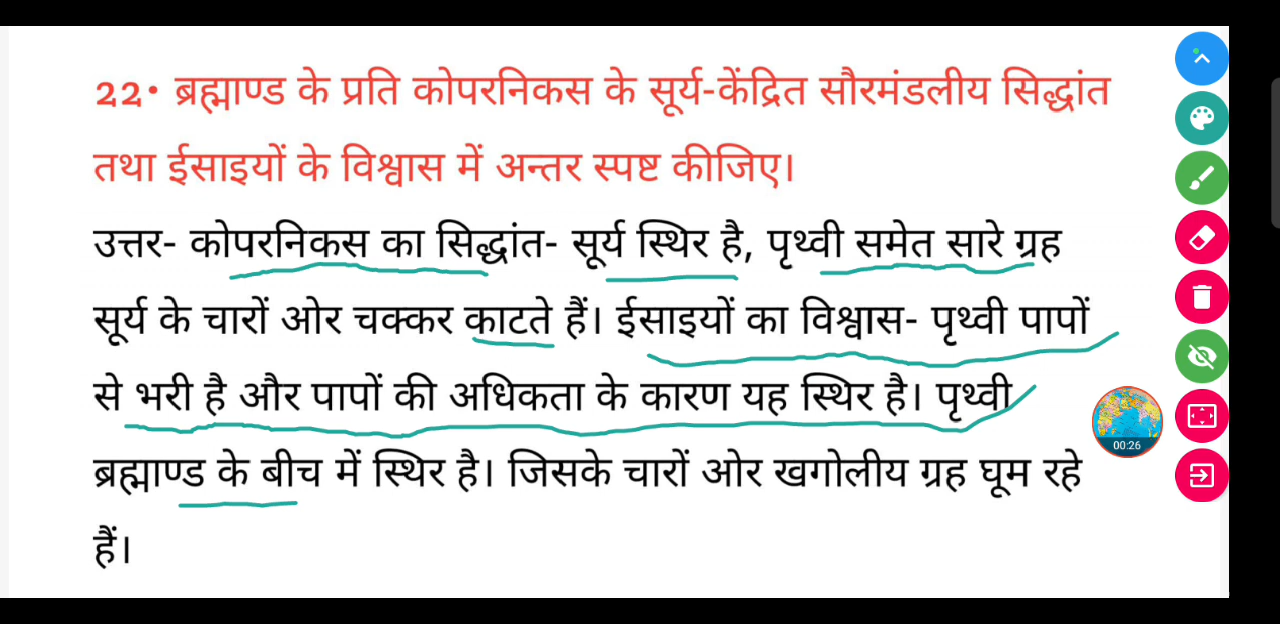 22• ब्रह्माण्ड के प्रति कोपरनिकस के सूर्य-केंद्रित सौरमंडलीय सिद्धांत
तथा ईसाइयों के विश्वास में अन्तर स्पष्ट कीजिए।
उत्तर- कोपरनिकस का सिद्धांत- सूर्य स्थिर है, पृथ्वी समेत सारे ग्रह
सूर्य के चारों ओर चक्कर काटते हैं। ईसाइयों का विश्वास- पृथ्वी पापों
से भरी है और पापों की अधिकता के कारण यह स्थिर है। पृथ्वी
ब्रह्माण्ड के बीच में स्थिर है। जिसके चारों ओर खगोलीय ग्रह घूम रहे
हैं।
00:26